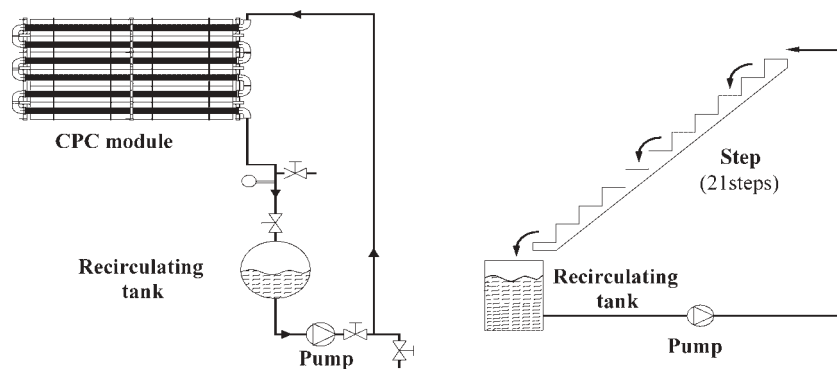 CPC module
Recirculating
tank
Pump
Step
(21steps)
Recirculating
tank
Pump